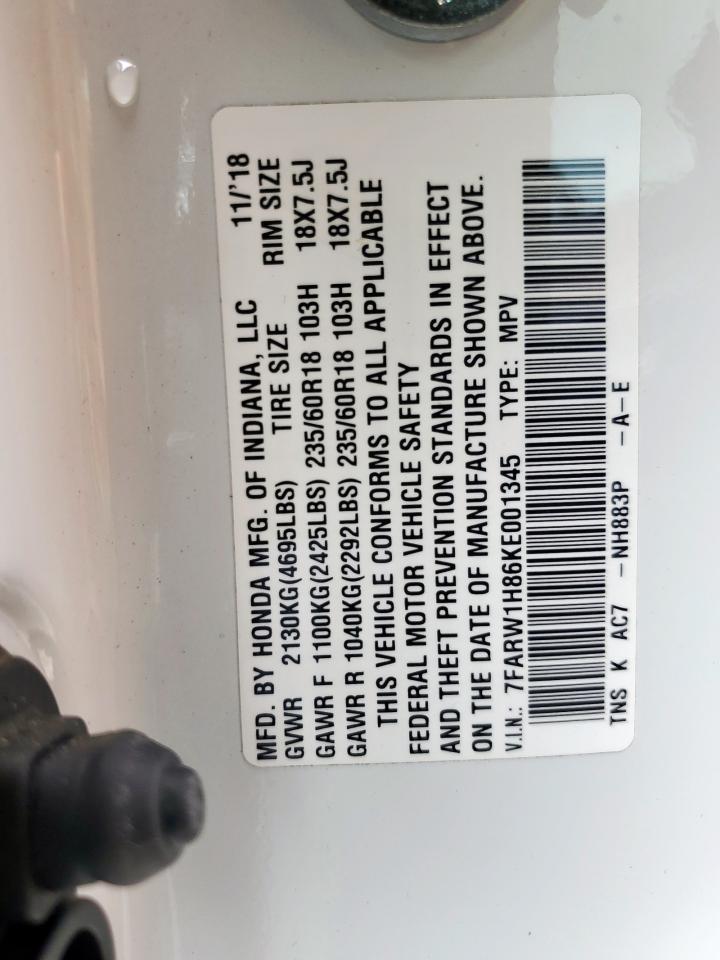 MFD. BY HONDA MFG. OF INDIANA, LLC 11/'18
GVWR 2130KG(4695LBS) TIRE SIZE RIM SIZE
GAWR F 1100KG(2425LBS) 235/60R18 103H 18X7.5J
GAWR R 1040KG(2292LBS) 235/60R18 103H 18X7.5J
THIS VEHICLE CONFORMS TO ALL APPLICABLE
FEDERAL MOTOR VEHICLE SAFETY
AND THEFT PREVENTION STANDARDS IN EFFECT
ON THE DATE OF MANUFACTURE SHOWN ABOVE.
V.I.N.: 7FARW1H86KE001345 TYPE: MPV
TNS K AC7 -NH883P -A-E